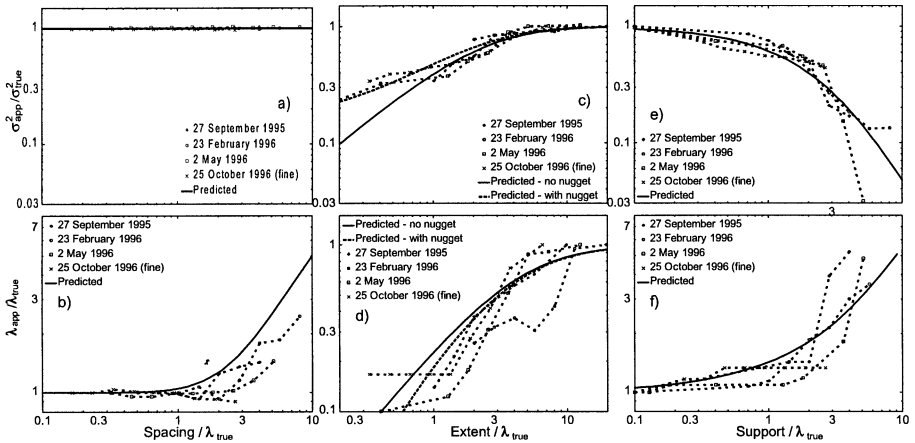 1
0.3
0.1
0.03
σ²app/σ²true
a)
27 September 1995
23 February 1996
2 May 1996
25 October 1996 (fine)
Predicted
1
0.3
0.1
0.03
c)
27 September 1995
23 February 1996
2 May 1996
25 October 1996 (fine)
Predicted - no nugget
Predicted - with nugget
1
0.3
0.1
0.03
e)
27 September 1995
23 February 1996
2 May 1996
25 October 1996 (fine)
Predicted
3
7
3
1
λapp/λtrue
27 September 1995
23 February 1996
2 May 1996
25 October 1996 (fine)
Predicted
b)
0.1 0.3 1.0 3 10
Spacing / λtrue
1
0.3
0.1
Predicted - no nugget
Predicted - with nugget
27 September 1995
23 February 1996
2 May 1996
25 October 1996 (fine)
d)
0.3 1 3 10
Extent / λtrue
7
3
1
27 September 1995
23 February 1996
2 May 1996
25 October 1996 (fine)
Predicted
f)
0.1 0.3 1.0 3 10
Support / λtrue